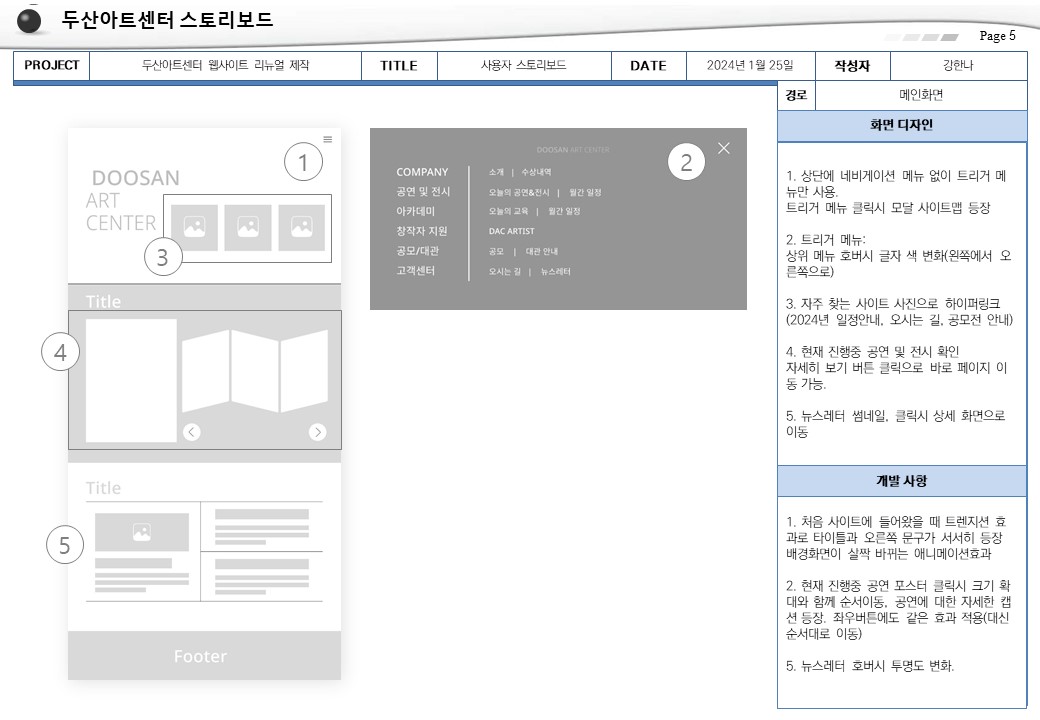 두산아트센터 스토리보드
Page 5
PROJECT
두산아트센터 웹사이트 리뉴얼 제작
TITLE
사용자 스토리보드
DATE
2024년 1월 25일
작성자
강한나
경로
메인화면
1
DOOSAN
ART
CENTER
3
Title
4
Title
5
Footer
DOOSAN ART CENTER
2
COMPANY
소개 | 수상내역
공연 및 전시
오늘의 공연&전시 | 월간 일정
아카데미
오늘의 교육 | 월간 일정
창작자 지원
DAC ARTIST
공모/대관
공모 | 대관 안내
고객센터
오시는 길 | 뉴스레터
화면 디자인
1. 상단에 네비게이션 메뉴 없이 트리거 메
뉴만 사용.
트리거 메뉴 클릭시 모달 사이트맵 등장
2. 트리거 메뉴:
상위 메뉴 호버시 글자 색 변화(왼쪽에서 오
른쪽으로)
3. 자주 찾는 사이트 사진으로 하이퍼링크
(2024년 일정안내, 오시는 길, 공모전 안내)
4. 현재 진행중 공연 및 전시 확인
자세히 보기 버튼 클릭으로 바로 페이지 이
동 가능.
5. 뉴스레터 썸네일, 클릭시 상세 화면으로
이동
개발 사항
1. 처음 사이트에 들어왔을 때 트렌지션 효
과로 타이틀과 오른쪽 문구가 서서히 등장
배경화면이 살짝 바뀌는 애니메이션효과
2. 현재 진행중 공연 포스터 클릭시 크기 확
대와 함께 순서이동, 공연에 대한 자세한 캡
션 등장. 좌우버튼에도 같은 효과 적용(대신
순서대로 이동)
5. 뉴스레터 호버시 투명도 변화.